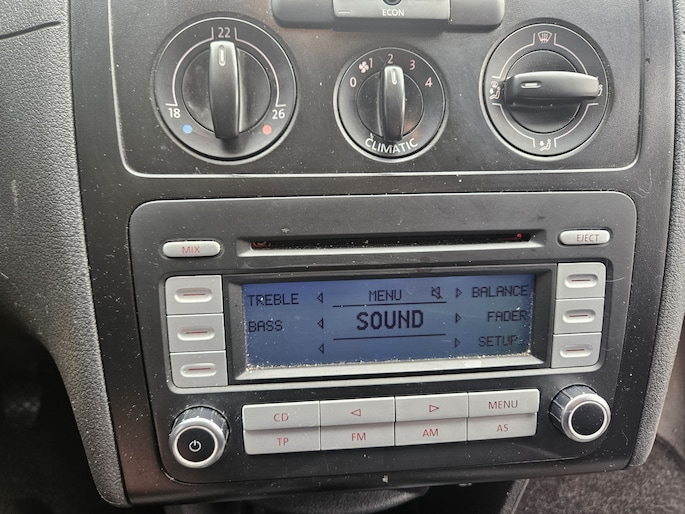 ECON
22
18
26
0 1 2 3 4
CLIMATIC
MIX
EJECT
TREBLE
MENU
BALANCE
BASS
SOUND
FADER
SETUP
CD
MENU
TP
FM
AM
AS